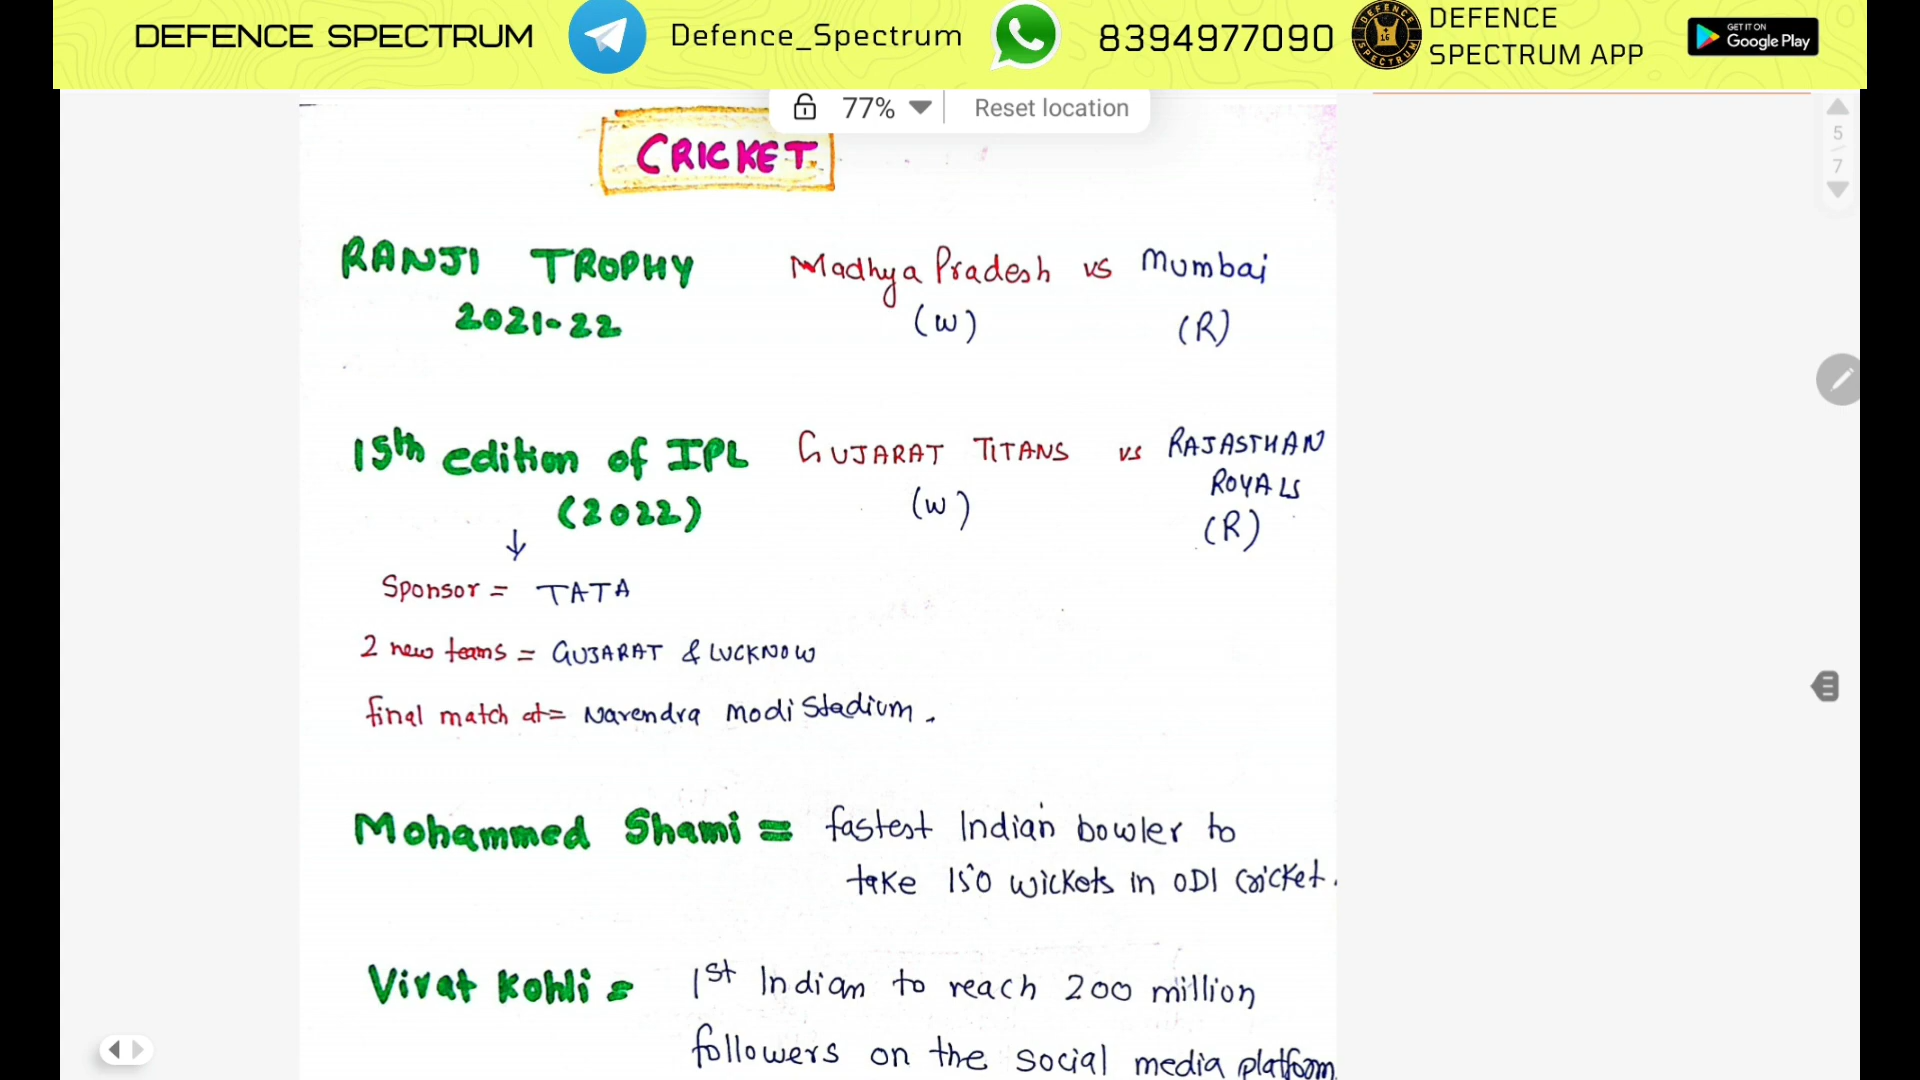 DEFENCE SPECTRUM Defence_Spectrum 8394977090 DEFENCE SPECTRUM APP GET IT ON Google Play
77% Reset location
5
7
CRICKET
RANJI TROPHY Madhya Pradesh vs Mumbai
2021-22 (W) (R)
15th edition of IPL GUJARAT TITANS vs RAJASTHAN
ROYALS
(2022) (W) (R)
Sponsor = TATA
2 new teams = GUJARAT & LUCKNOW
final match at = Narendra Modi Stadium.
Mohammed Shami = fastest Indian bowler to
take 150 wickets in ODI cricket.
Virat Kohli = 1st Indian to reach 200 million
followers on the social media platform